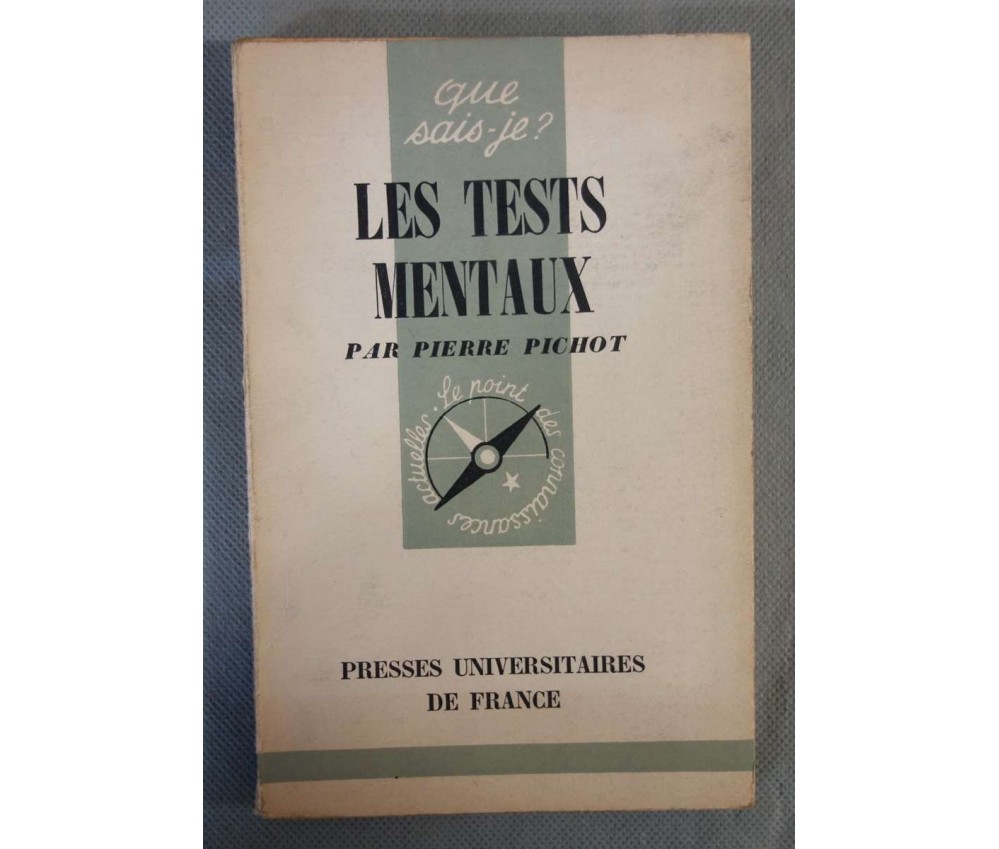 que
sais-je?
LES TESTS
MENTAUX
PAR PIERRE PICHOT
Le point des connaissances actuelles.
PRESSES UNIVERSITAIRES
DE FRANCE